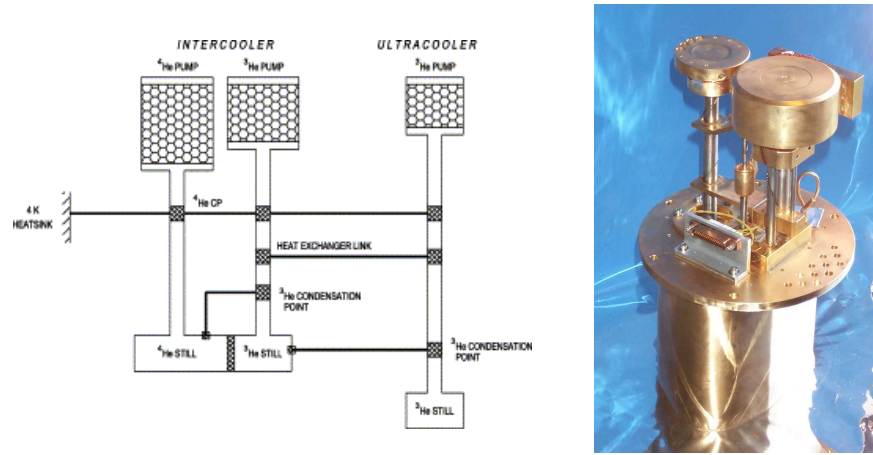 INTERCOOLER
ULTRACOOLER
⁴He PUMP
³He PUMP
³He PUMP
⁴He CP
4 K
HEATSINK
HEAT EXCHANGER LINK
³He CONDENSATION
POINT
⁴He STILL
³He STILL
³He CONDENSATION
POINT
³He STILL